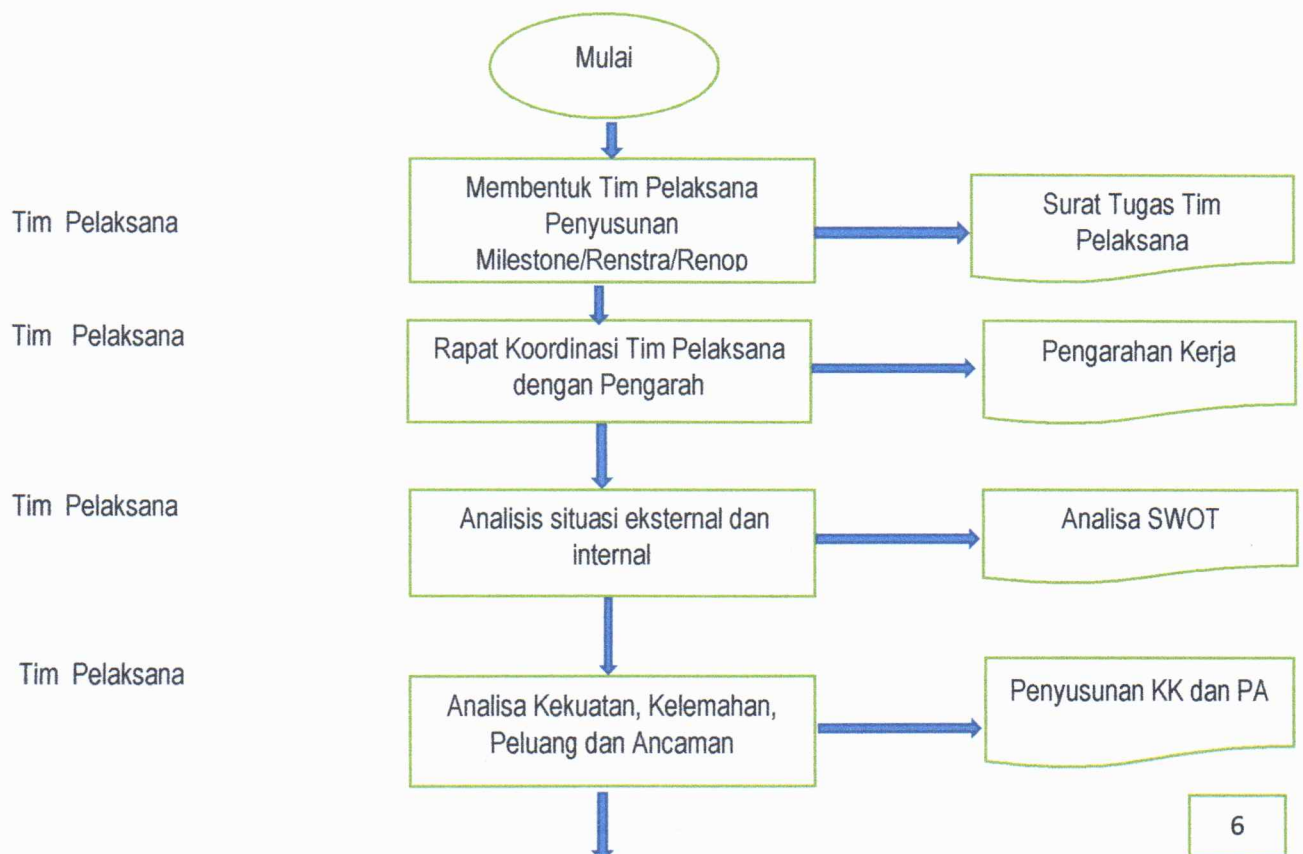 Mulai
Tim Pelaksana
Membentuk Tim Pelaksana
Penyusunan
Milestone/Renstra/Renop
Surat Tugas Tim
Pelaksana
Tim Pelaksana
Rapat Koordinasi Tim Pelaksana
dengan Pengarah
Pengarahan Kerja
Tim Pelaksana
Analisis situasi eksternal dan
internal
Analisa SWOT
Tim Pelaksana
Analisa Kekuatan, Kelemahan,
Peluang dan Ancaman
Penyusunan KK dan PA
6